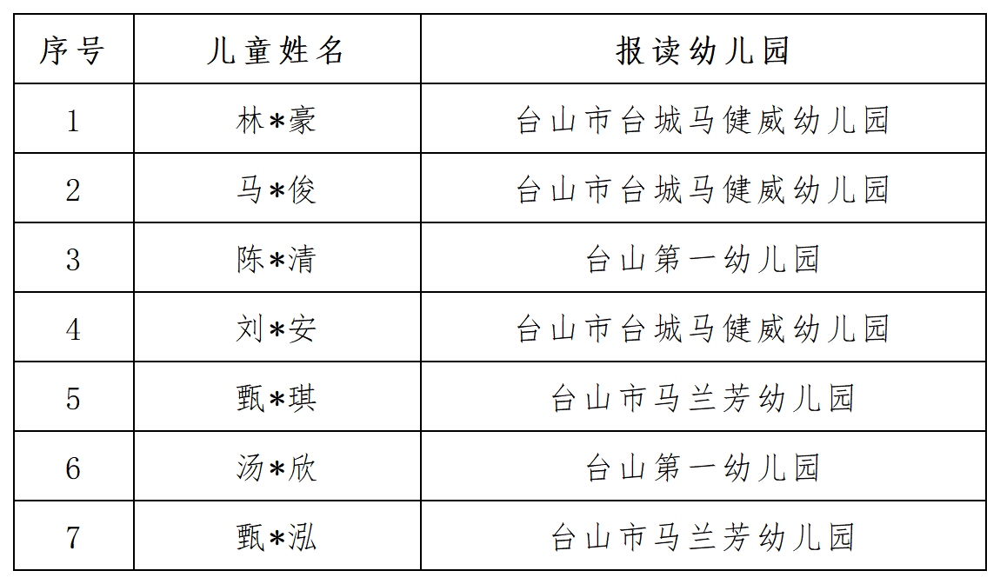 序号 儿童姓名 报读幼儿园
1 林*豪 台山市台城马健威幼儿园
2 马*俊 台山市台城马健威幼儿园
3 陈*清 台山第一幼儿园
4 刘*安 台山市台城马健威幼儿园
5 甄*琪 台山市马兰芳幼儿园
6 汤*欣 台山第一幼儿园
7 甄*泓 台山市马兰芳幼儿园